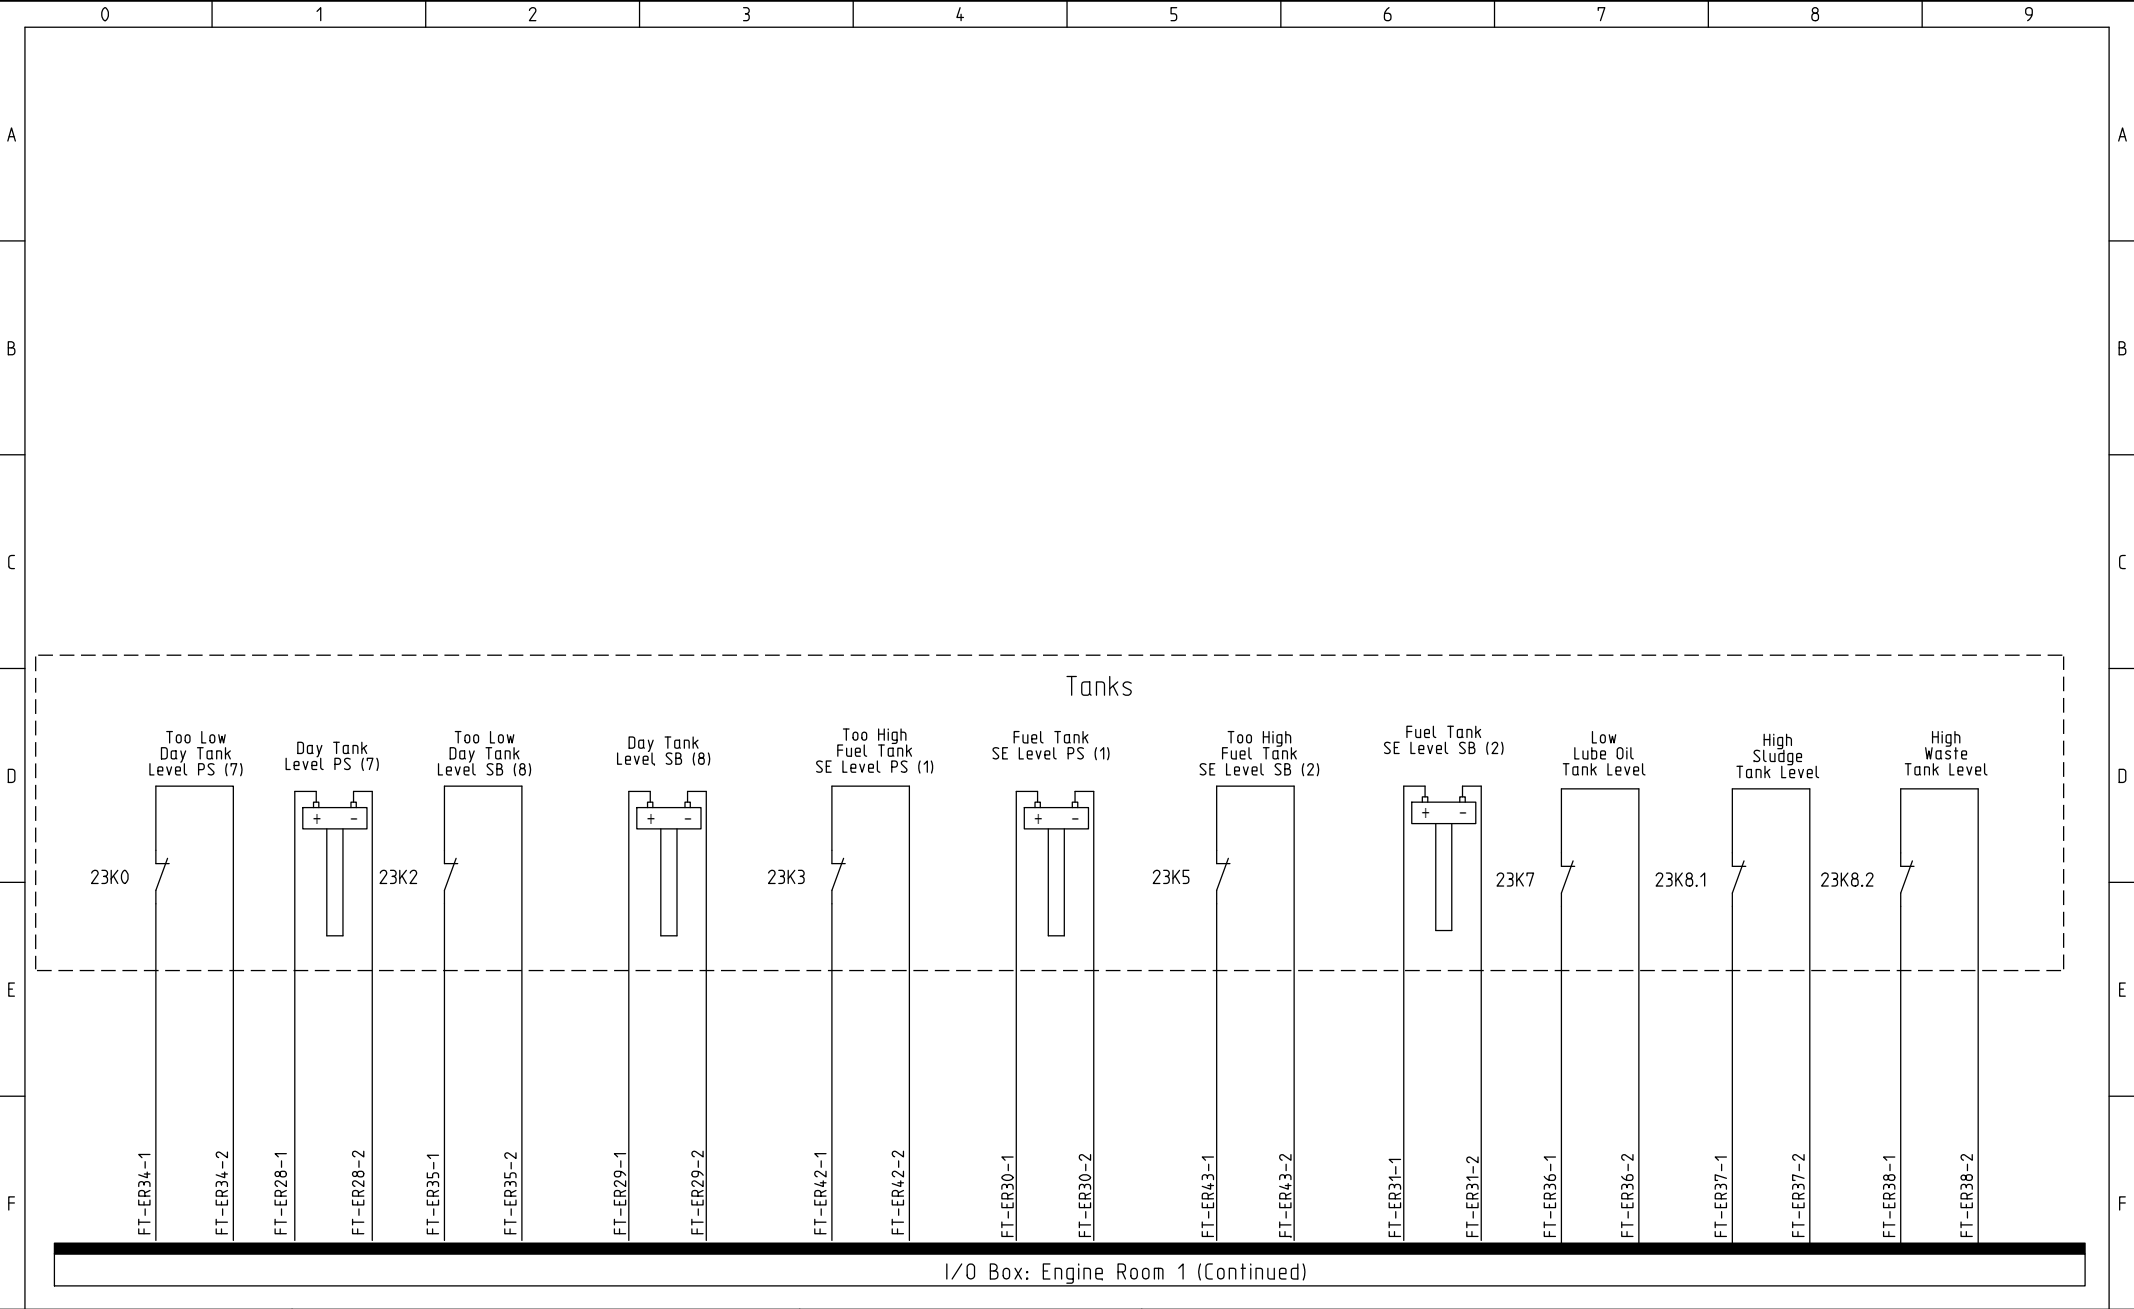 0 1 2 3 4 5 6 7 8 9
A A
B B
C C
Tanks
Too Low
Day Tank
Level PS (7)
Day Tank
Level PS (7)
Too Low
Day Tank
Level SB (8)
Day Tank
Level SB (8)
Too High
Fuel Tank
SE Level PS (1)
Fuel Tank
SE Level PS (1)
Too High
Fuel Tank
SE Level SB (2)
Fuel Tank
SE Level SB (2)
Low
Lube Oil
Tank Level
High
Sludge
Tank Level
High
Waste
Tank Level
D D
+ - + - + - + -
23K0 23K2 23K3 23K5 23K7 23K8.1 23K8.2
E E
FT-ER34-1
FT-ER34-2
FT-ER28-1
FT-ER28-2
FT-ER35-1
FT-ER35-2
FT-ER29-1
FT-ER29-2
FT-ER42-1
FT-ER42-2
FT-ER30-1
FT-ER30-2
FT-ER43-1
FT-ER43-2
FT-ER31-1
FT-ER31-2
FT-ER36-1
FT-ER36-2
FT-ER37-1
FT-ER37-2
FT-ER38-1
FT-ER38-2
F F
I/O Box: Engine Room 1 (Continued)